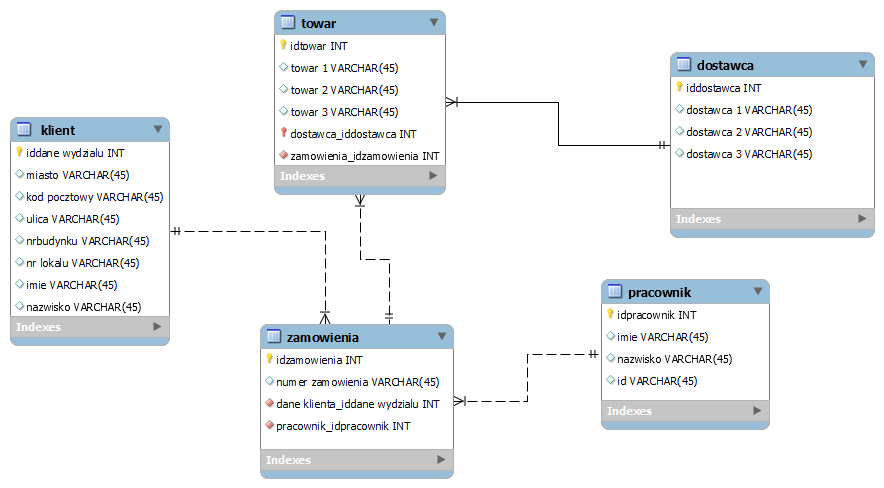 towar
idtowar INT
towar 1 VARCHAR(45)
towar 2 VARCHAR(45)
towar 3 VARCHAR(45)
dostawca_iddostawca INT
zamowienia_idzamowienia INT
Indexes
dostawca
iddostawca INT
dostawca 1 VARCHAR(45)
dostawca 2 VARCHAR(45)
dostawca 3 VARCHAR(45)
Indexes
klient
iddane wydzialu INT
miasto VARCHAR(45)
kod pocztowy VARCHAR(45)
ulica VARCHAR(45)
nrbudynku VARCHAR(45)
nr lokalu VARCHAR(45)
imie VARCHAR(45)
nazwisko VARCHAR(45)
Indexes
pracownik
idpracownik INT
imie VARCHAR(45)
nazwisko VARCHAR(45)
id VARCHAR(45)
Indexes
zamowienia
idzamowienia INT
numer zamowienia VARCHAR(45)
dane klienta_iddane wydzialu INT
pracownik_idpracownik INT
Indexes